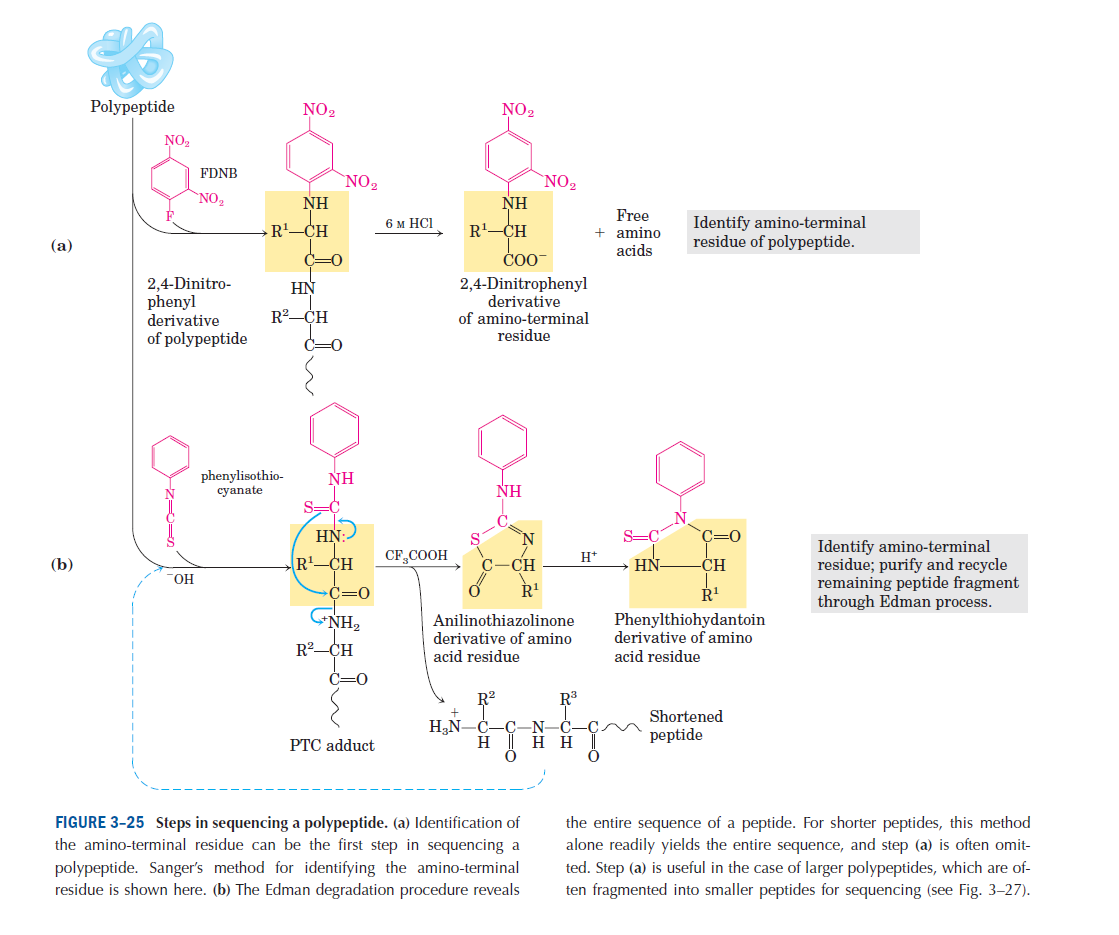 Polypeptide
NO2
FDNB
NO2
F
NO2
NO2
NH
R1—CH
C=O
HN
R2—CH
C=O
6 M HCl
NO2
NO2
NH
R1—CH
COO−
+
Free
amino
acids
Identify amino-terminal
residue of polypeptide.
(a)
2,4-Dinitro-
phenyl
derivative
of polypeptide
2,4-Dinitrophenyl
derivative
of amino-terminal
residue
N
C
S
phenylisothio-
cyanate
−OH
(b)
NH
S=C
HN:
R1—CH
C=O
+NH2
R2—CH
C=O
PTC adduct
CF3COOH
NH
C
S N
C—CH
O R1
Anilinothiazolinone
derivative of amino
acid residue
H+
N
S=C C=O
HN—CH
R1
Phenylthiohydantoin
derivative of amino
acid residue
Identify amino-terminal
residue; purify and recycle
remaining peptide fragment
through Edman process.
R2 R3
+
H3N—C—C—N—C—C
H H H
O O
Shortened
peptide
FIGURE 3–25 Steps in sequencing a polypeptide. (a) Identification of
the amino-terminal residue can be the first step in sequencing a
polypeptide. Sanger's method for identifying the amino-terminal
residue is shown here. (b) The Edman degradation procedure reveals
the entire sequence of a peptide. For shorter peptides, this method
alone readily yields the entire sequence, and step (a) is often omit-
ted. Step (a) is useful in the case of larger polypeptides, which are of-
ten fragmented into smaller peptides for sequencing (see Fig. 3–27).